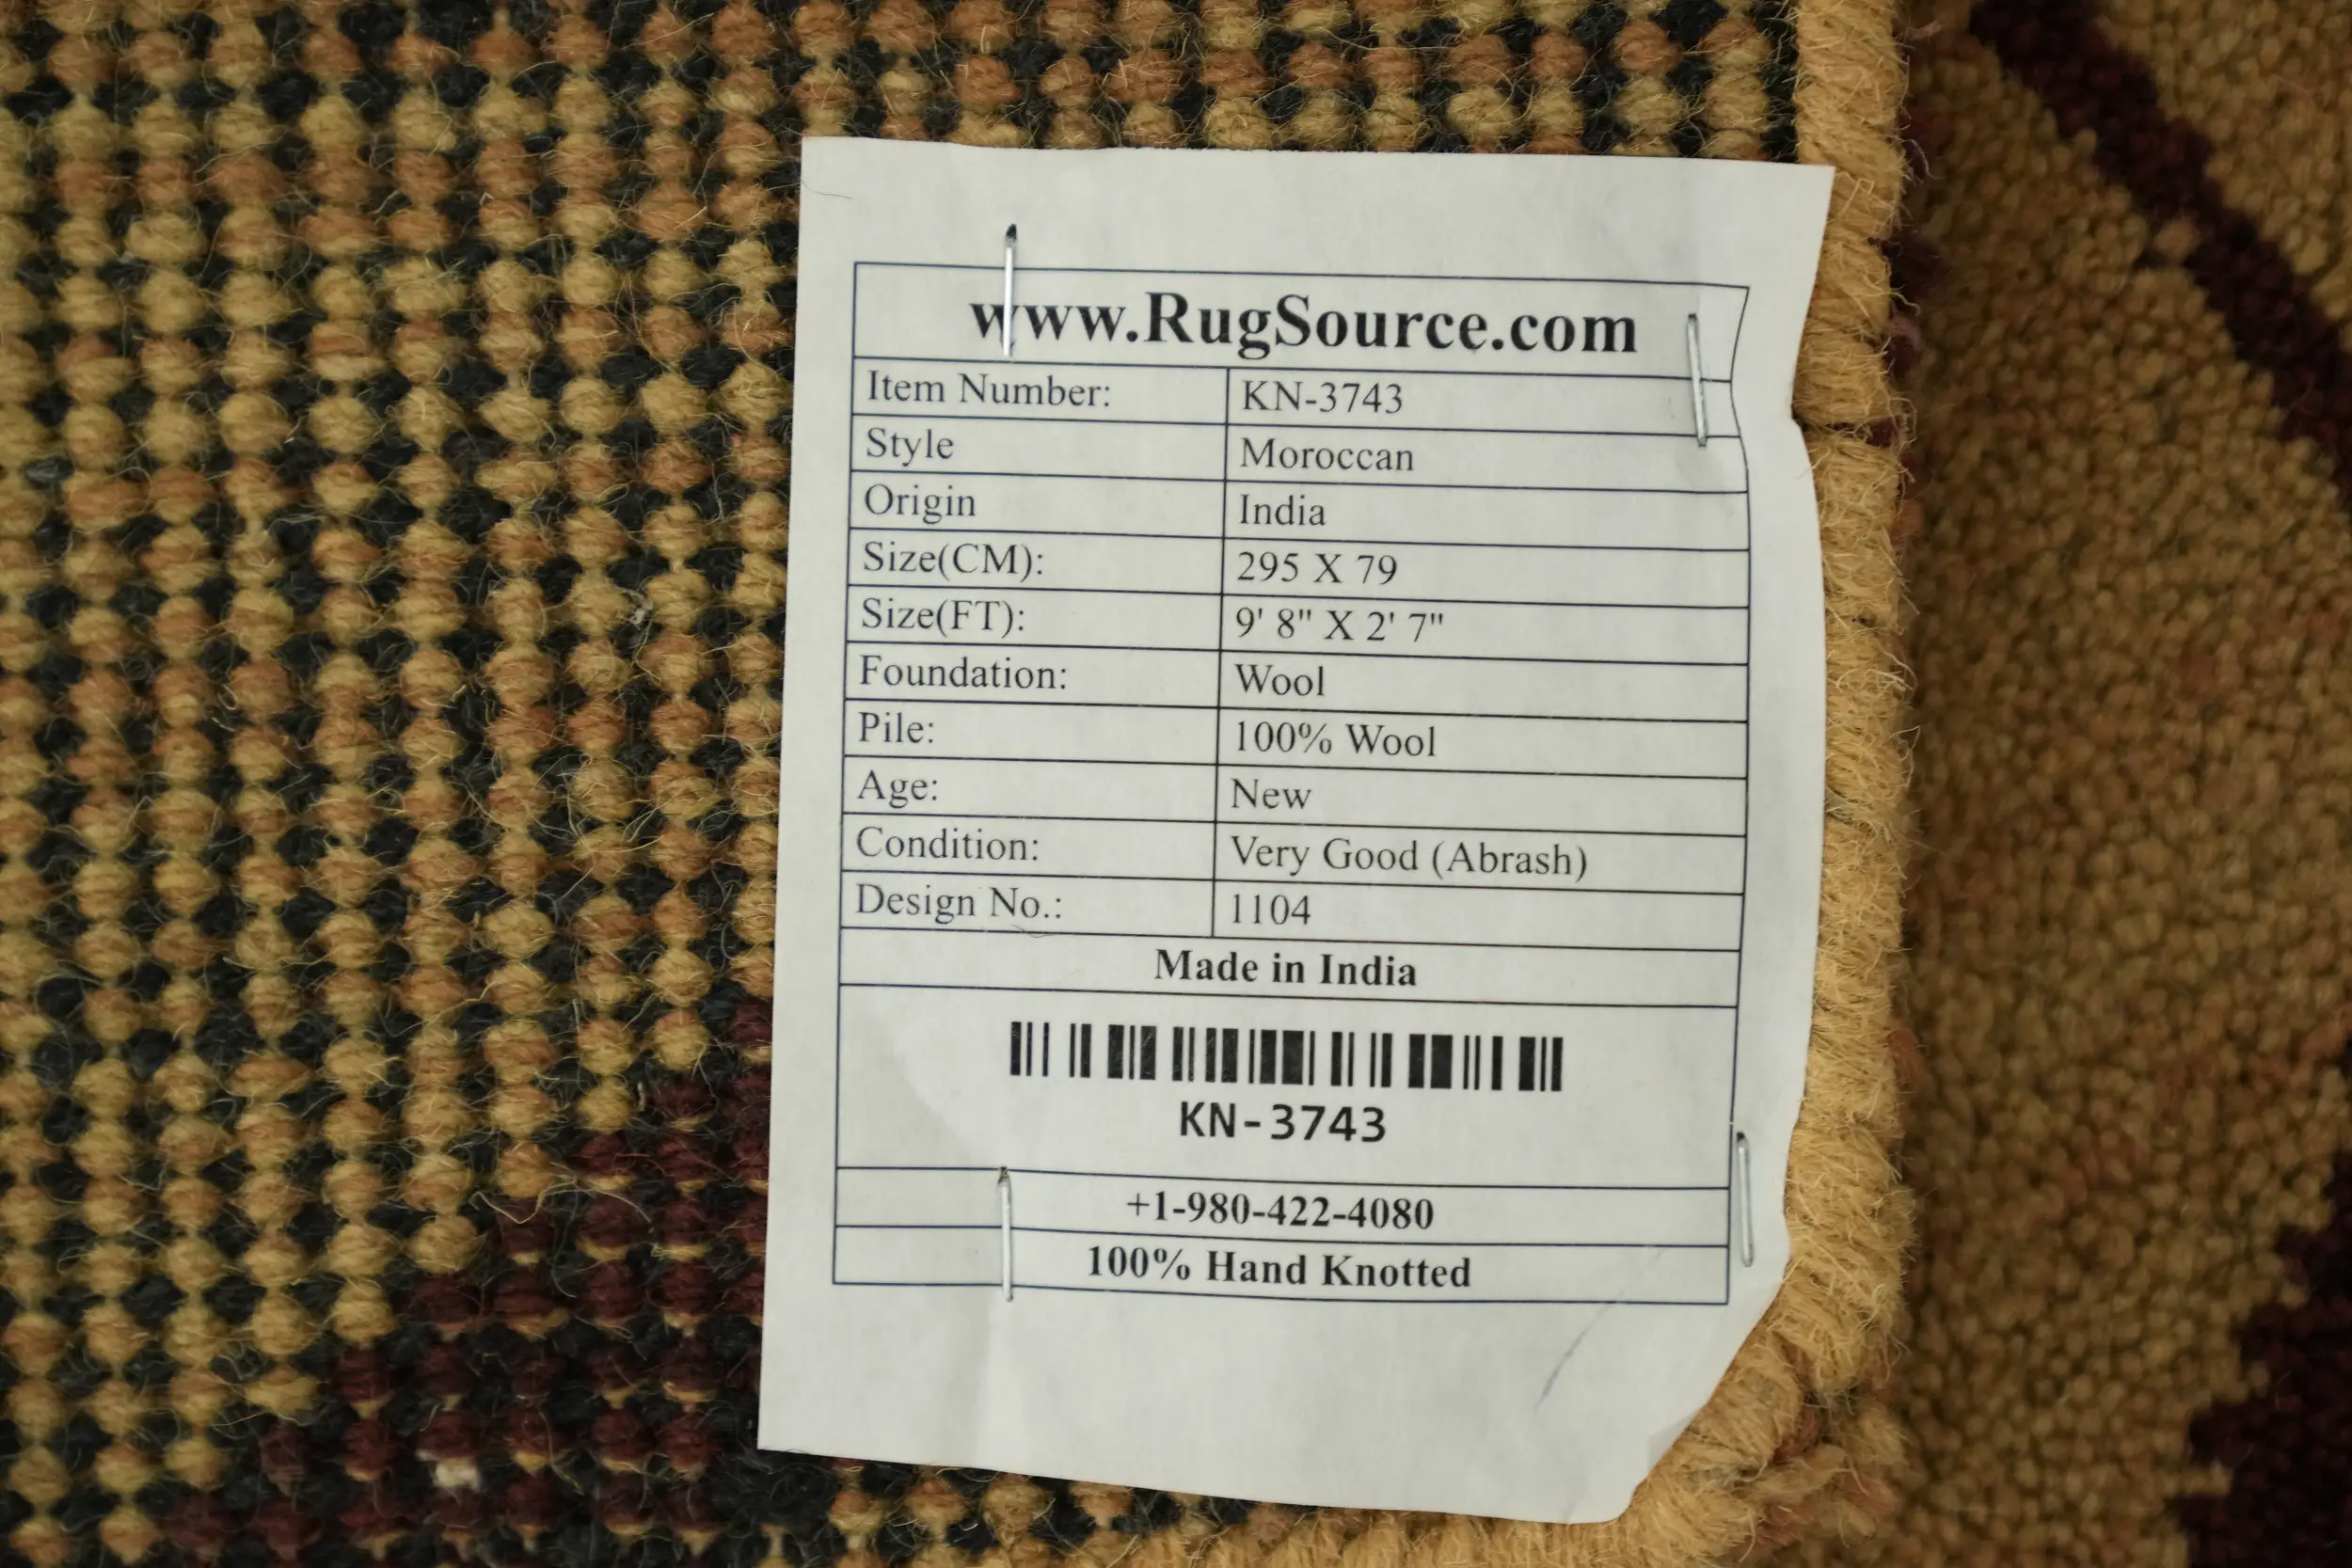 www.RugSource.com
Item Number: KN-3743
Style Moroccan
Origin India
Size(CM): 295 X 79
Size(FT): 9' 8" X 2' 7"
Foundation: Wool
Pile: 100% Wool
Age: New
Condition: Very Good (Abrash)
Design No.: 1104
Made in India
KN-3743
+1-980-422-4080
100% Hand Knotted